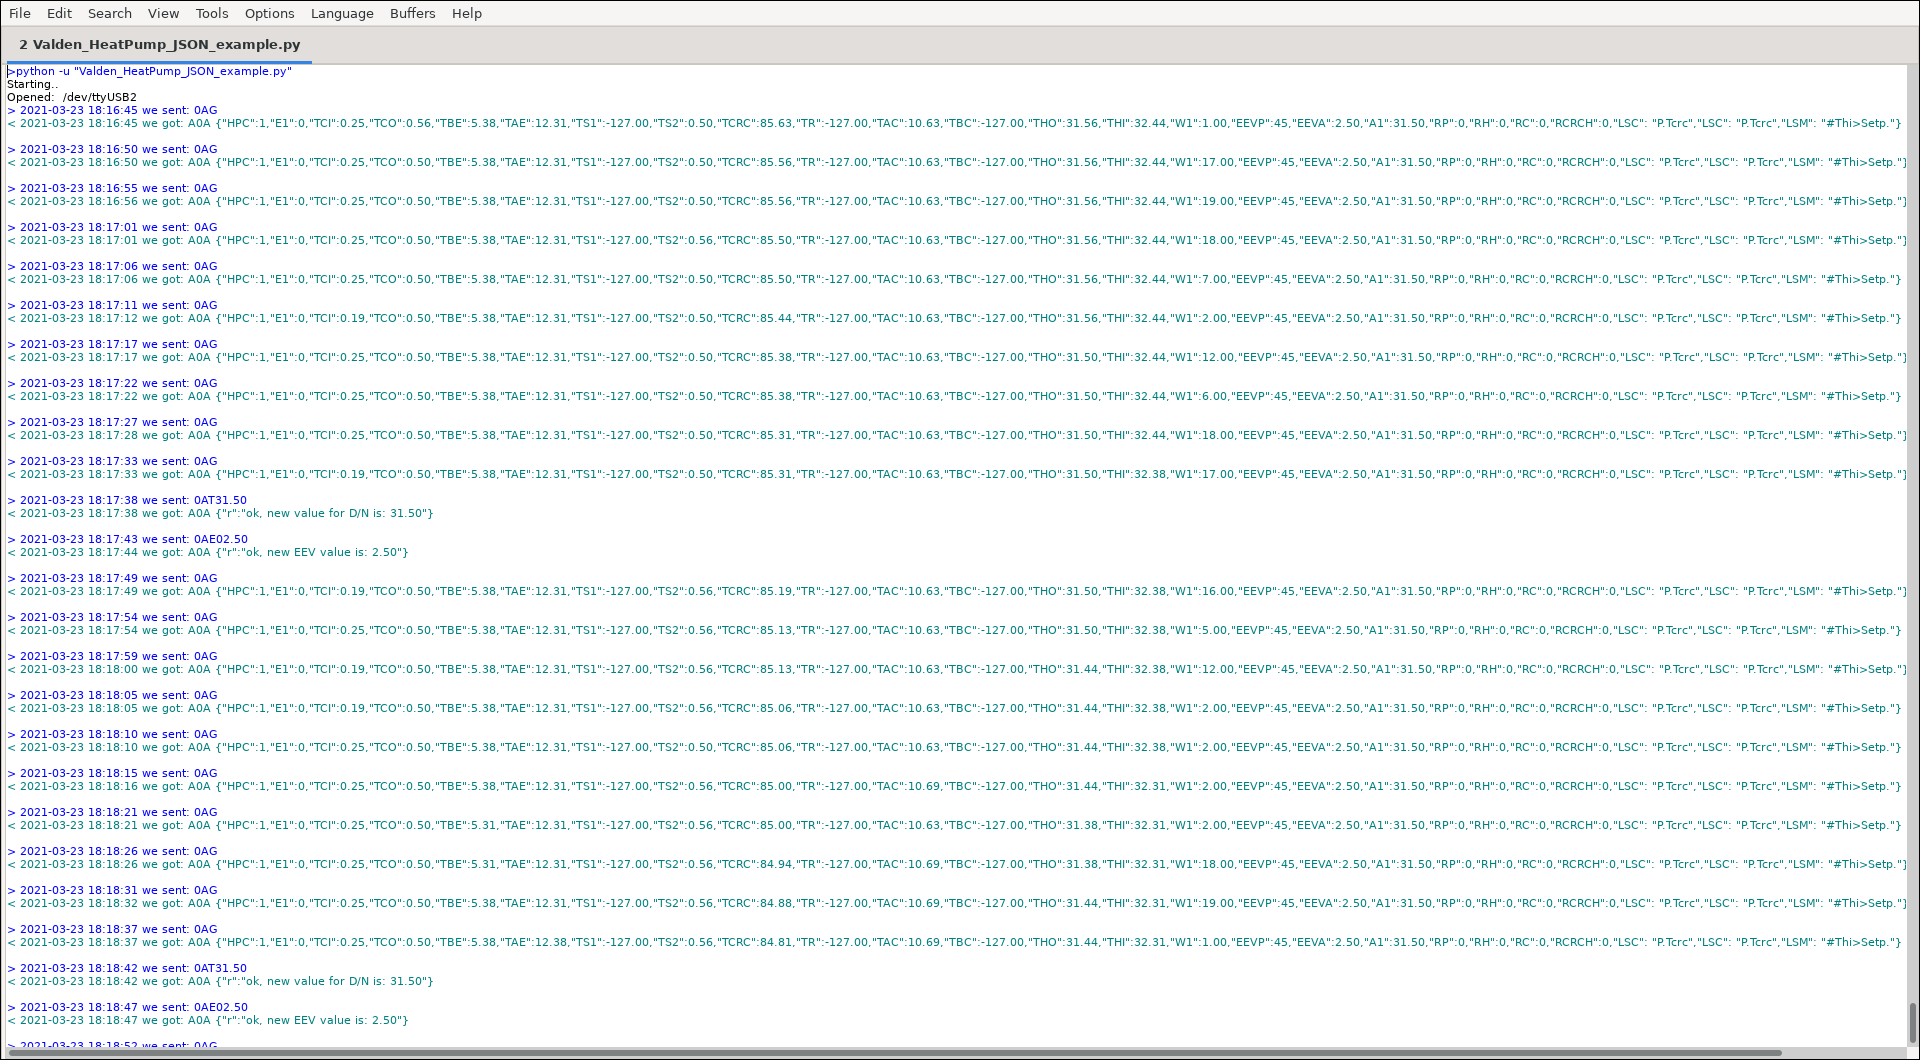 File Edit Search View Tools Options Language Buffers Help
2 Valden_HeatPump_JSON_example.py
>python -u "Valden_HeatPump_JSON_example.py"
Starting..
Opened:  /dev/ttyUSB2
> 2021-03-23 18:16:45 we sent: 0AG
< 2021-03-23 18:16:45 we got: A0A {"HPC":1,"E1":0,"TCI":0.25,"TCO":0.56,"TBE":5.38,"TAE":12.31,"TS1":-127.00,"TS2":0.50,"TCRC":85.63,"TR":-127.00,"TAC":10.63,"TBC":-127.00,"THO":31.56,"THI":32.44,"W1":1.00,"EEVP":45,"EEVA":2.50,"A1":31.50,"RP":0,"RH":0,"RC":0,"RCRCH":0,"LSC": "P.Tcrc","LSC": "P.Tcrc","LSM": "#Thi>Setp."}
> 2021-03-23 18:16:50 we sent: 0AG
< 2021-03-23 18:16:50 we got: A0A {"HPC":1,"E1":0,"TCI":0.25,"TCO":0.50,"TBE":5.38,"TAE":12.31,"TS1":-127.00,"TS2":0.50,"TCRC":85.56,"TR":-127.00,"TAC":10.63,"TBC":-127.00,"THO":31.56,"THI":32.44,"W1":17.00,"EEVP":45,"EEVA":2.50,"A1":31.50,"RP":0,"RH":0,"RC":0,"RCRCH":0,"LSC": "P.Tcrc","LSC": "P.Tcrc","LSM": "#Thi>Setp."}
> 2021-03-23 18:16:55 we sent: 0AG
< 2021-03-23 18:16:56 we got: A0A {"HPC":1,"E1":0,"TCI":0.25,"TCO":0.50,"TBE":5.38,"TAE":12.31,"TS1":-127.00,"TS2":0.50,"TCRC":85.56,"TR":-127.00,"TAC":10.63,"TBC":-127.00,"THO":31.56,"THI":32.44,"W1":19.00,"EEVP":45,"EEVA":2.50,"A1":31.50,"RP":0,"RH":0,"RC":0,"RCRCH":0,"LSC": "P.Tcrc","LSC": "P.Tcrc","LSM": "#Thi>Setp."}
> 2021-03-23 18:17:01 we sent: 0AG
< 2021-03-23 18:17:01 we got: A0A {"HPC":1,"E1":0,"TCI":0.25,"TCO":0.50,"TBE":5.38,"TAE":12.31,"TS1":-127.00,"TS2":0.56,"TCRC":85.50,"TR":-127.00,"TAC":10.63,"TBC":-127.00,"THO":31.56,"THI":32.44,"W1":18.00,"EEVP":45,"EEVA":2.50,"A1":31.50,"RP":0,"RH":0,"RC":0,"RCRCH":0,"LSC": "P.Tcrc","LSC": "P.Tcrc","LSM": "#Thi>Setp."}
> 2021-03-23 18:17:06 we sent: 0AG
< 2021-03-23 18:17:06 we got: A0A {"HPC":1,"E1":0,"TCI":0.25,"TCO":0.50,"TBE":5.38,"TAE":12.31,"TS1":-127.00,"TS2":0.50,"TCRC":85.50,"TR":-127.00,"TAC":10.63,"TBC":-127.00,"THO":31.56,"THI":32.44,"W1":7.00,"EEVP":45,"EEVA":2.50,"A1":31.50,"RP":0,"RH":0,"RC":0,"RCRCH":0,"LSC": "P.Tcrc","LSC": "P.Tcrc","LSM": "#Thi>Setp."}
> 2021-03-23 18:17:11 we sent: 0AG
< 2021-03-23 18:17:12 we got: A0A {"HPC":1,"E1":0,"TCI":0.19,"TCO":0.50,"TBE":5.38,"TAE":12.31,"TS1":-127.00,"TS2":0.50,"TCRC":85.44,"TR":-127.00,"TAC":10.63,"TBC":-127.00,"THO":31.56,"THI":32.44,"W1":2.00,"EEVP":45,"EEVA":2.50,"A1":31.50,"RP":0,"RH":0,"RC":0,"RCRCH":0,"LSC": "P.Tcrc","LSC": "P.Tcrc","LSM": "#Thi>Setp."}
> 2021-03-23 18:17:17 we sent: 0AG
< 2021-03-23 18:17:17 we got: A0A {"HPC":1,"E1":0,"TCI":0.25,"TCO":0.50,"TBE":5.38,"TAE":12.31,"TS1":-127.00,"TS2":0.50,"TCRC":85.38,"TR":-127.00,"TAC":10.63,"TBC":-127.00,"THO":31.50,"THI":32.44,"W1":12.00,"EEVP":45,"EEVA":2.50,"A1":31.50,"RP":0,"RH":0,"RC":0,"RCRCH":0,"LSC": "P.Tcrc","LSC": "P.Tcrc","LSM": "#Thi>Setp."}
> 2021-03-23 18:17:22 we sent: 0AG
< 2021-03-23 18:17:22 we got: A0A {"HPC":1,"E1":0,"TCI":0.25,"TCO":0.50,"TBE":5.38,"TAE":12.31,"TS1":-127.00,"TS2":0.50,"TCRC":85.38,"TR":-127.00,"TAC":10.63,"TBC":-127.00,"THO":31.50,"THI":32.44,"W1":6.00,"EEVP":45,"EEVA":2.50,"A1":31.50,"RP":0,"RH":0,"RC":0,"RCRCH":0,"LSC": "P.Tcrc","LSC": "P.Tcrc","LSM": "#Thi>Setp."}
> 2021-03-23 18:17:27 we sent: 0AG
< 2021-03-23 18:17:28 we got: A0A {"HPC":1,"E1":0,"TCI":0.25,"TCO":0.50,"TBE":5.38,"TAE":12.31,"TS1":-127.00,"TS2":0.50,"TCRC":85.31,"TR":-127.00,"TAC":10.63,"TBC":-127.00,"THO":31.50,"THI":32.44,"W1":18.00,"EEVP":45,"EEVA":2.50,"A1":31.50,"RP":0,"RH":0,"RC":0,"RCRCH":0,"LSC": "P.Tcrc","LSC": "P.Tcrc","LSM": "#Thi>Setp."}
> 2021-03-23 18:17:33 we sent: 0AG
< 2021-03-23 18:17:33 we got: A0A {"HPC":1,"E1":0,"TCI":0.19,"TCO":0.50,"TBE":5.38,"TAE":12.31,"TS1":-127.00,"TS2":0.50,"TCRC":85.31,"TR":-127.00,"TAC":10.63,"TBC":-127.00,"THO":31.50,"THI":32.38,"W1":17.00,"EEVP":45,"EEVA":2.50,"A1":31.50,"RP":0,"RH":0,"RC":0,"RCRCH":0,"LSC": "P.Tcrc","LSC": "P.Tcrc","LSM": "#Thi>Setp."}
> 2021-03-23 18:17:38 we sent: 0AT31.50
< 2021-03-23 18:17:38 we got: A0A {"r":"ok, new value for D/N is: 31.50"}
> 2021-03-23 18:17:43 we sent: 0AE02.50
< 2021-03-23 18:17:44 we got: A0A {"r":"ok, new EEV value is: 2.50"}
> 2021-03-23 18:17:49 we sent: 0AG
< 2021-03-23 18:17:49 we got: A0A {"HPC":1,"E1":0,"TCI":0.19,"TCO":0.50,"TBE":5.38,"TAE":12.31,"TS1":-127.00,"TS2":0.56,"TCRC":85.19,"TR":-127.00,"TAC":10.63,"TBC":-127.00,"THO":31.50,"THI":32.38,"W1":16.00,"EEVP":45,"EEVA":2.50,"A1":31.50,"RP":0,"RH":0,"RC":0,"RCRCH":0,"LSC": "P.Tcrc","LSC": "P.Tcrc","LSM": "#Thi>Setp."}
> 2021-03-23 18:17:54 we sent: 0AG
< 2021-03-23 18:17:54 we got: A0A {"HPC":1,"E1":0,"TCI":0.25,"TCO":0.50,"TBE":5.38,"TAE":12.31,"TS1":-127.00,"TS2":0.56,"TCRC":85.13,"TR":-127.00,"TAC":10.63,"TBC":-127.00,"THO":31.50,"THI":32.38,"W1":5.00,"EEVP":45,"EEVA":2.50,"A1":31.50,"RP":0,"RH":0,"RC":0,"RCRCH":0,"LSC": "P.Tcrc","LSC": "P.Tcrc","LSM": "#Thi>Setp."}
> 2021-03-23 18:17:59 we sent: 0AG
< 2021-03-23 18:18:00 we got: A0A {"HPC":1,"E1":0,"TCI":0.19,"TCO":0.50,"TBE":5.38,"TAE":12.31,"TS1":-127.00,"TS2":0.56,"TCRC":85.13,"TR":-127.00,"TAC":10.63,"TBC":-127.00,"THO":31.44,"THI":32.38,"W1":12.00,"EEVP":45,"EEVA":2.50,"A1":31.50,"RP":0,"RH":0,"RC":0,"RCRCH":0,"LSC": "P.Tcrc","LSC": "P.Tcrc","LSM": "#Thi>Setp."}
> 2021-03-23 18:18:05 we sent: 0AG
< 2021-03-23 18:18:05 we got: A0A {"HPC":1,"E1":0,"TCI":0.19,"TCO":0.50,"TBE":5.38,"TAE":12.31,"TS1":-127.00,"TS2":0.56,"TCRC":85.06,"TR":-127.00,"TAC":10.63,"TBC":-127.00,"THO":31.44,"THI":32.38,"W1":2.00,"EEVP":45,"EEVA":2.50,"A1":31.50,"RP":0,"RH":0,"RC":0,"RCRCH":0,"LSC": "P.Tcrc","LSC": "P.Tcrc","LSM": "#Thi>Setp."}
> 2021-03-23 18:18:10 we sent: 0AG
< 2021-03-23 18:18:10 we got: A0A {"HPC":1,"E1":0,"TCI":0.25,"TCO":0.50,"TBE":5.38,"TAE":12.31,"TS1":-127.00,"TS2":0.56,"TCRC":85.06,"TR":-127.00,"TAC":10.63,"TBC":-127.00,"THO":31.44,"THI":32.38,"W1":2.00,"EEVP":45,"EEVA":2.50,"A1":31.50,"RP":0,"RH":0,"RC":0,"RCRCH":0,"LSC": "P.Tcrc","LSC": "P.Tcrc","LSM": "#Thi>Setp."}
> 2021-03-23 18:18:15 we sent: 0AG
< 2021-03-23 18:18:16 we got: A0A {"HPC":1,"E1":0,"TCI":0.25,"TCO":0.50,"TBE":5.38,"TAE":12.31,"TS1":-127.00,"TS2":0.56,"TCRC":85.00,"TR":-127.00,"TAC":10.69,"TBC":-127.00,"THO":31.44,"THI":32.31,"W1":2.00,"EEVP":45,"EEVA":2.50,"A1":31.50,"RP":0,"RH":0,"RC":0,"RCRCH":0,"LSC": "P.Tcrc","LSC": "P.Tcrc","LSM": "#Thi>Setp."}
> 2021-03-23 18:18:21 we sent: 0AG
< 2021-03-23 18:18:21 we got: A0A {"HPC":1,"E1":0,"TCI":0.25,"TCO":0.50,"TBE":5.31,"TAE":12.31,"TS1":-127.00,"TS2":0.56,"TCRC":85.00,"TR":-127.00,"TAC":10.63,"TBC":-127.00,"THO":31.38,"THI":32.31,"W1":2.00,"EEVP":45,"EEVA":2.50,"A1":31.50,"RP":0,"RH":0,"RC":0,"RCRCH":0,"LSC": "P.Tcrc","LSC": "P.Tcrc","LSM": "#Thi>Setp."}
> 2021-03-23 18:18:26 we sent: 0AG
< 2021-03-23 18:18:26 we got: A0A {"HPC":1,"E1":0,"TCI":0.25,"TCO":0.50,"TBE":5.31,"TAE":12.31,"TS1":-127.00,"TS2":0.56,"TCRC":84.94,"TR":-127.00,"TAC":10.69,"TBC":-127.00,"THO":31.38,"THI":32.31,"W1":18.00,"EEVP":45,"EEVA":2.50,"A1":31.50,"RP":0,"RH":0,"RC":0,"RCRCH":0,"LSC": "P.Tcrc","LSC": "P.Tcrc","LSM": "#Thi>Setp."}
> 2021-03-23 18:18:31 we sent: 0AG
< 2021-03-23 18:18:32 we got: A0A {"HPC":1,"E1":0,"TCI":0.25,"TCO":0.50,"TBE":5.38,"TAE":12.31,"TS1":-127.00,"TS2":0.56,"TCRC":84.88,"TR":-127.00,"TAC":10.69,"TBC":-127.00,"THO":31.44,"THI":32.31,"W1":19.00,"EEVP":45,"EEVA":2.50,"A1":31.50,"RP":0,"RH":0,"RC":0,"RCRCH":0,"LSC": "P.Tcrc","LSC": "P.Tcrc","LSM": "#Thi>Setp."}
> 2021-03-23 18:18:37 we sent: 0AG
< 2021-03-23 18:18:37 we got: A0A {"HPC":1,"E1":0,"TCI":0.25,"TCO":0.50,"TBE":5.38,"TAE":12.38,"TS1":-127.00,"TS2":0.56,"TCRC":84.81,"TR":-127.00,"TAC":10.69,"TBC":-127.00,"THO":31.44,"THI":32.31,"W1":1.00,"EEVP":45,"EEVA":2.50,"A1":31.50,"RP":0,"RH":0,"RC":0,"RCRCH":0,"LSC": "P.Tcrc","LSC": "P.Tcrc","LSM": "#Thi>Setp."}
> 2021-03-23 18:18:42 we sent: 0AT31.50
< 2021-03-23 18:18:42 we got: A0A {"r":"ok, new value for D/N is: 31.50"}
> 2021-03-23 18:18:47 we sent: 0AE02.50
< 2021-03-23 18:18:47 we got: A0A {"r":"ok, new EEV value is: 2.50"}
> 2021-03-23 18:18:52 we sent: 0AG